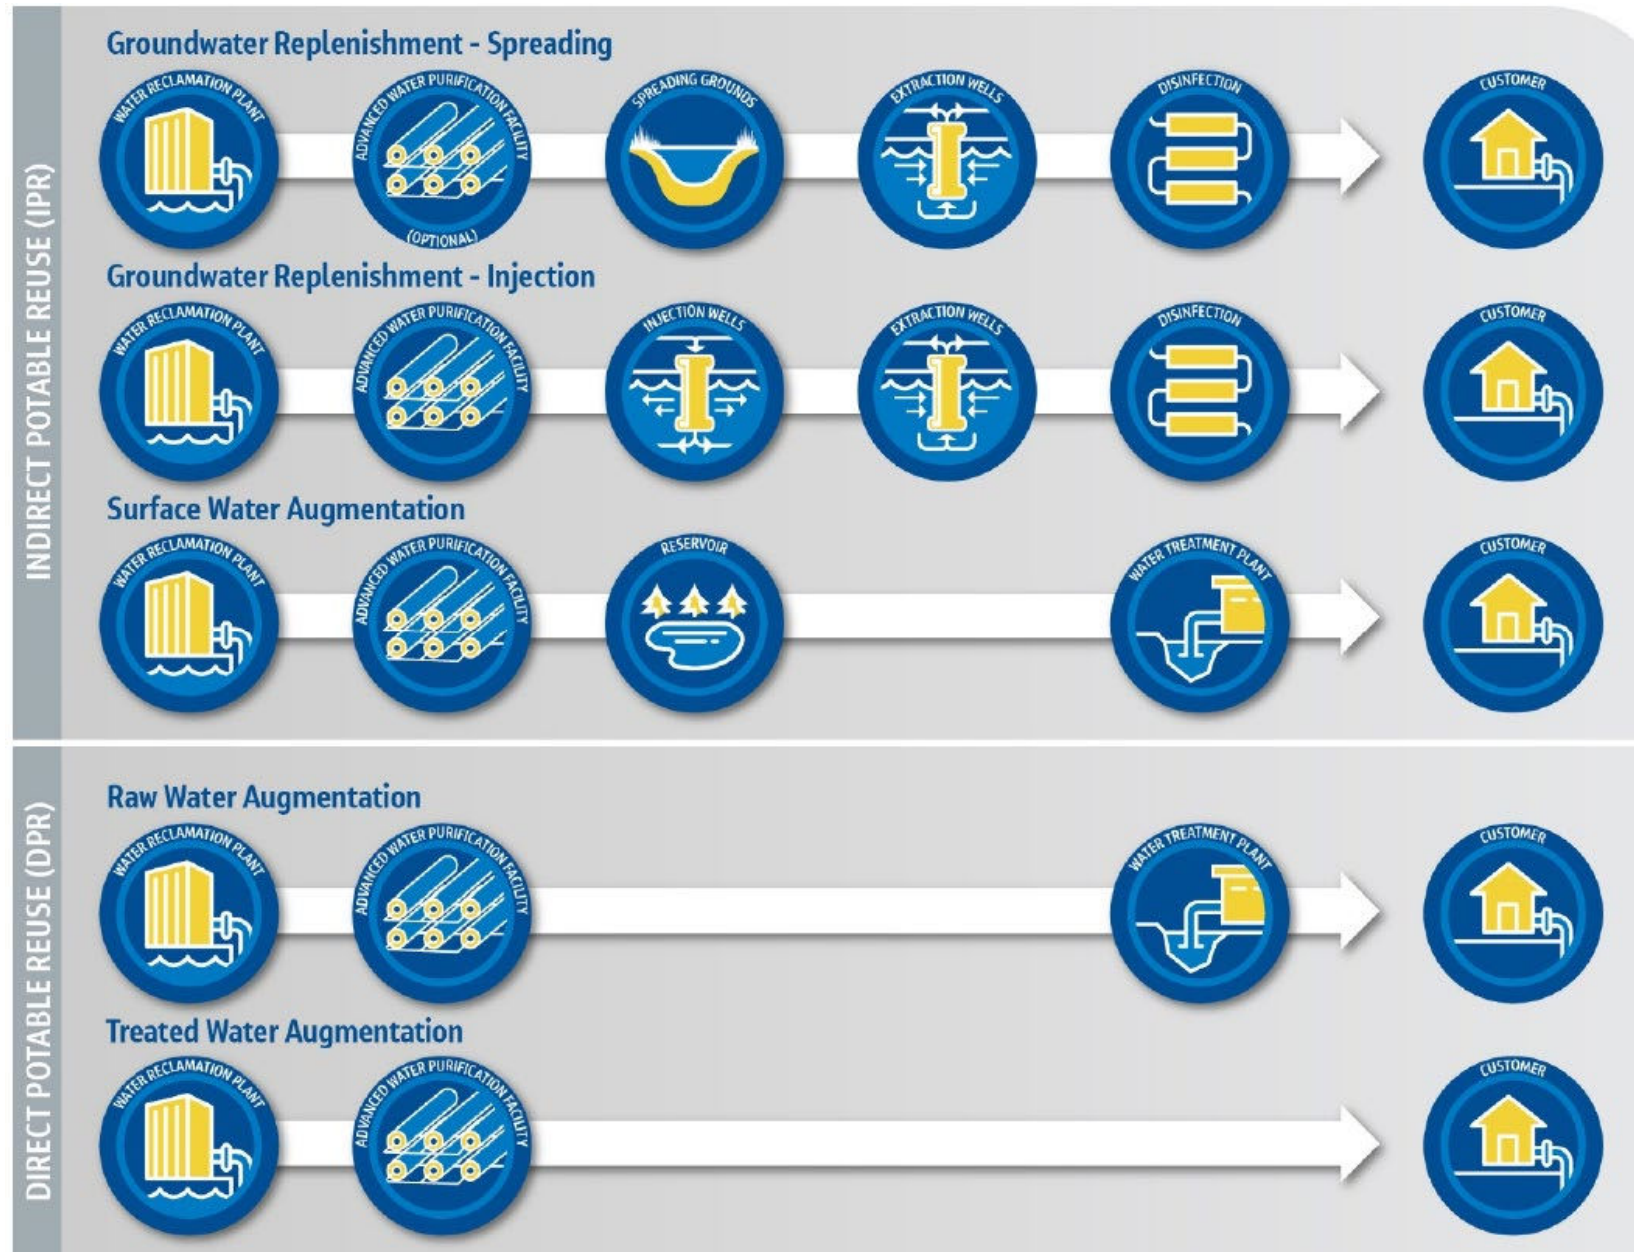 INDIRECT POTABLE REUSE (IPR)
Groundwater Replenishment - Spreading
WATER RECLAMATION PLANT
ADVANCED WATER PURIFICATION FACILITY
(OPTIONAL)
SPREADING GROUNDS
EXTRACTION WELLS
DISINFECTION
CUSTOMER
Groundwater Replenishment - Injection
WATER RECLAMATION PLANT
ADVANCED WATER PURIFICATION FACILITY
INJECTION WELLS
EXTRACTION WELLS
DISINFECTION
CUSTOMER
Surface Water Augmentation
WATER RECLAMATION PLANT
ADVANCED WATER PURIFICATION FACILITY
RESERVOIR
WATER TREATMENT PLANT
CUSTOMER
DIRECT POTABLE REUSE (DPR)
Raw Water Augmentation
WATER RECLAMATION PLANT
ADVANCED WATER PURIFICATION FACILITY
WATER TREATMENT PLANT
CUSTOMER
Treated Water Augmentation
WATER RECLAMATION PLANT
ADVANCED WATER PURIFICATION FACILITY
CUSTOMER